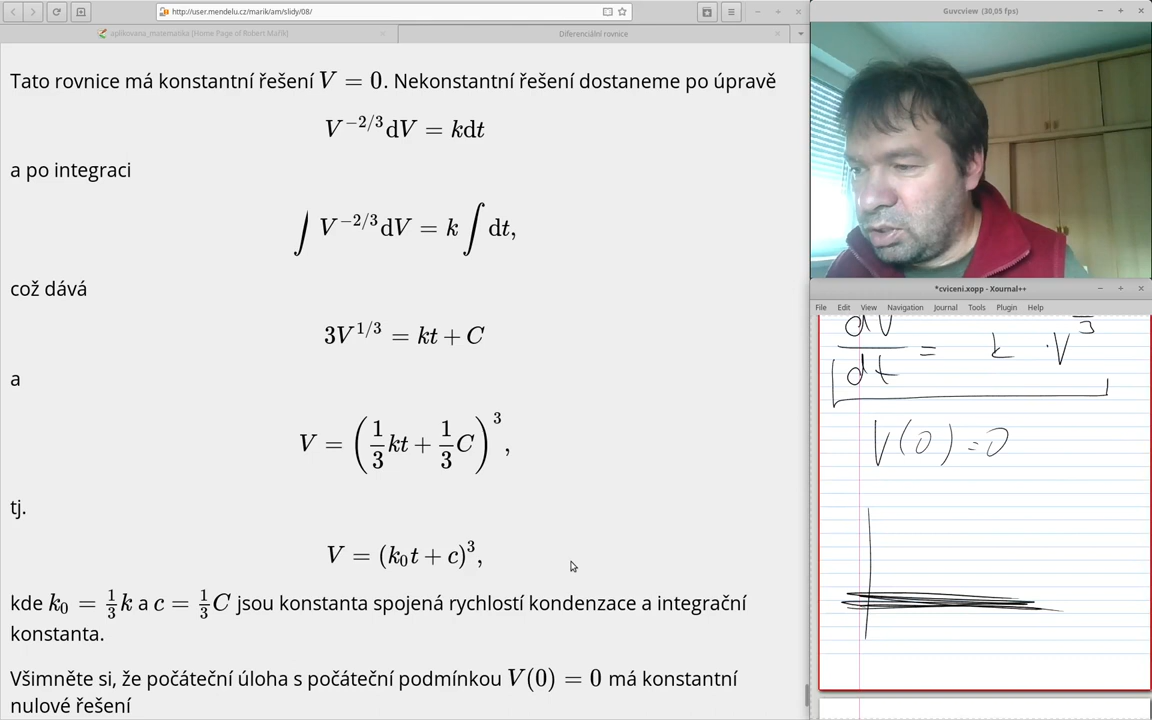 http://user.mendelu.cz/marik/am/slidy/08/
aplikovana_matematika [Home Page of Robert Mařík]
Diferenciální rovnice
Tato rovnice má konstantní řešení V = 0. Nekonstantní řešení dostaneme po úpravě
V^{-2/3}dV = kdt
a po integraci
∫ V^{-2/3}dV = k ∫ dt,
což dává
3V^{1/3} = kt + C
a
V = (1/3 kt + 1/3 C)^3,
tj.
V = (k_0 t + c)^3,
kde k_0 = 1/3 k a c = 1/3 C jsou konstanta spojená rychlostí kondenzace a integrační
konstanta.
Všimněte si, že počáteční úloha s počáteční podmínkou V(0) = 0 má konstantní
nulové řešení
Guvcview (30,05 fps)
*cviceni.xopp - Xournal++
File Edit View Navigation Journal Tools Plugin Help
dV/dt = k · V
3
V(0) = 0